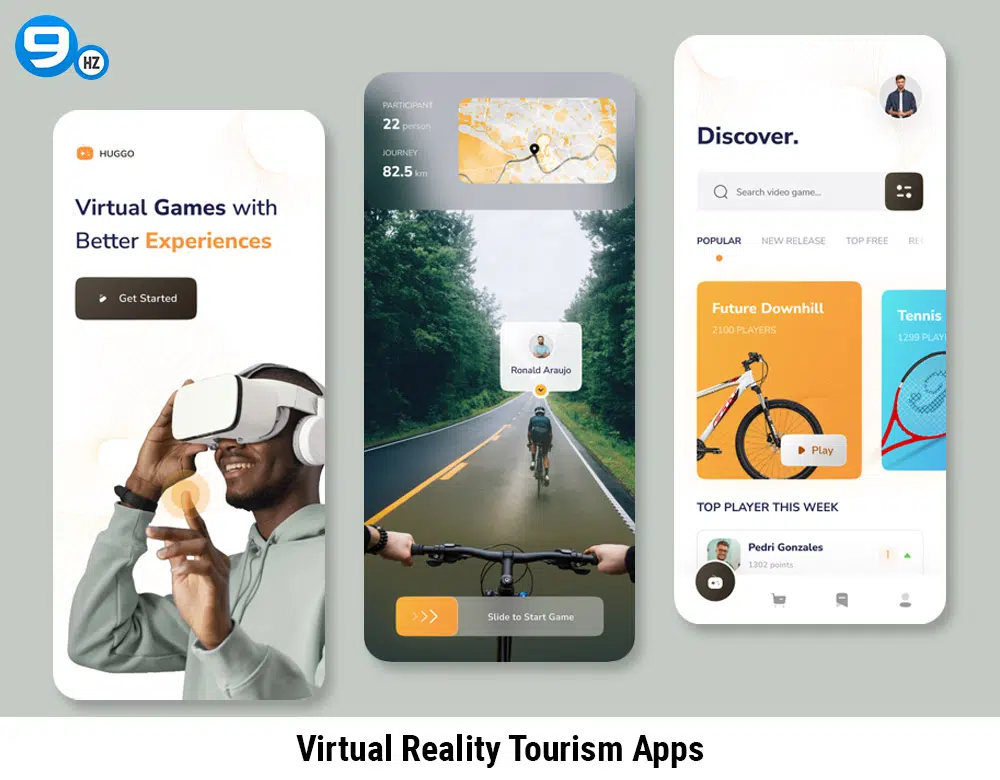 9
HZ
HUGGO
Virtual Games with
Better Experiences
Get Started
PARTICIPANT
22 person
JOURNEY
82.5 km
Ronald Araujo
Slide to Start Game
Discover.
Search video game...
POPULAR NEW RELEASE TOP FREE
Future Downhill
2100 PLAYERS
Play
Tennis
1299
TOP PLAYER THIS WEEK
Pedri Gonzales
1302 points
1
Virtual Reality Tourism Apps